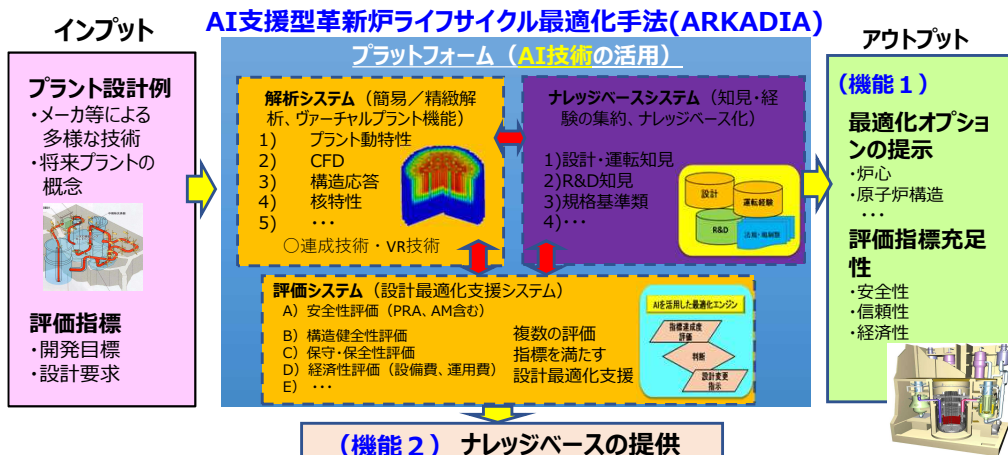 AI支援型革新炉ライフサイクル最適化手法(ARKADIA)
インプット
プラント設計例
・メーカ等による
多様な技術
・将来プラントの
概念
評価指標
・開発目標
・設計要求
プラットフォーム（AI技術の活用）
解析システム（簡易／精緻解
析、ヴァーチャルプラント機能）
1) プラント動特性
2) CFD
3) 構造応答
4) 核特性
5) ・・・
○連成技術・VR技術
ナレッジベースシステム（知見・経
験の集約、ナレッジベース化）
1)設計・運転知見
2)R&D知見
3)規格基準類
4)・・・
設計
運転経験
R&D
評価システム（設計最適化支援システム）
A）安全性評価（PRA、AM含む）
B）構造健全性評価
C）保守・保全性評価
D）経済性評価（設備費、運用費）
E）・・・
複数の評価
指標を満たす
設計最適化支援
AIを活用した最適化エンジン
指標達成度
評価
判断
設計変更
指示
アウトプット
（機能１）
最適化オプショ
ンの提示
・炉心
・原子炉構造
・・・
評価指標充足
性
・安全性
・信頼性
・経済性
（機能２）ナレッジベースの提供